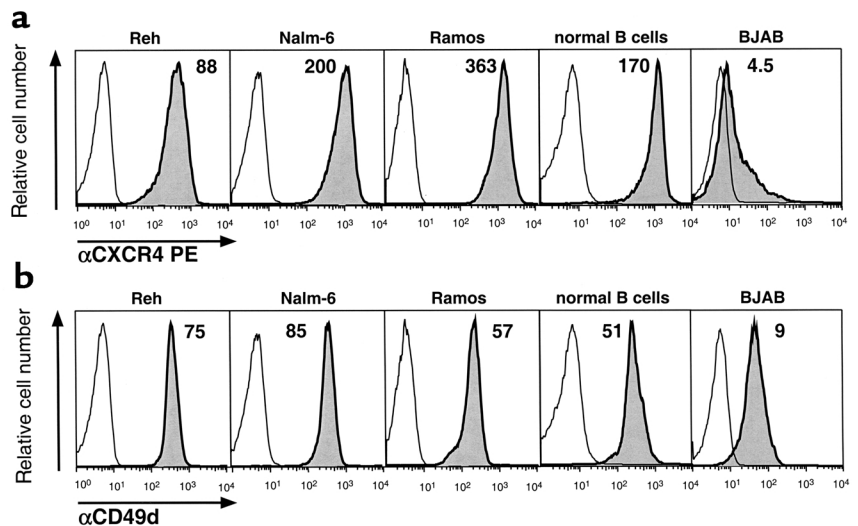 a
Reh Nalm-6 Ramos normal B cells BJAB
88 200 363 170 4.5
Relative cell number
10⁰ 10¹ 10² 10³ 10⁴ 10¹ 10² 10³ 10⁴ 10¹ 10² 10³ 10⁴ 10¹ 10² 10³ 10⁴ 10¹ 10² 10³ 10⁴
αCXCR4 PE
b
Reh Nalm-6 Ramos normal B cells BJAB
75 85 57 51 9
Relative cell number
10⁰ 10¹ 10² 10³ 10⁴ 10¹ 10² 10³ 10⁴ 10¹ 10² 10³ 10⁴ 10¹ 10² 10³ 10⁴ 10¹ 10² 10³ 10⁴
αCD49d